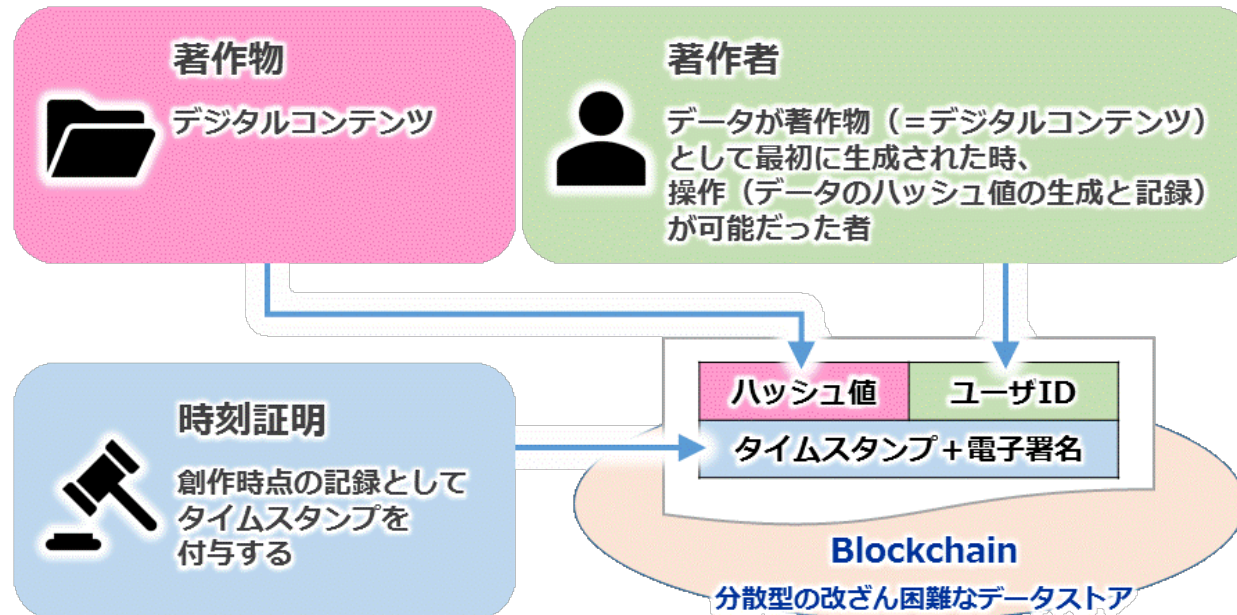 著作物
デジタルコンテンツ
著作者
データが著作物（＝デジタルコンテンツ）
として最初に生成された時、
操作（データのハッシュ値の生成と記録）
が可能だった者
時刻証明
創作時点の記録として
タイムスタンプを
付与する
ハッシュ値
ユーザID
タイムスタンプ＋電子署名
Blockchain
分散型の改ざん困難なデータストア